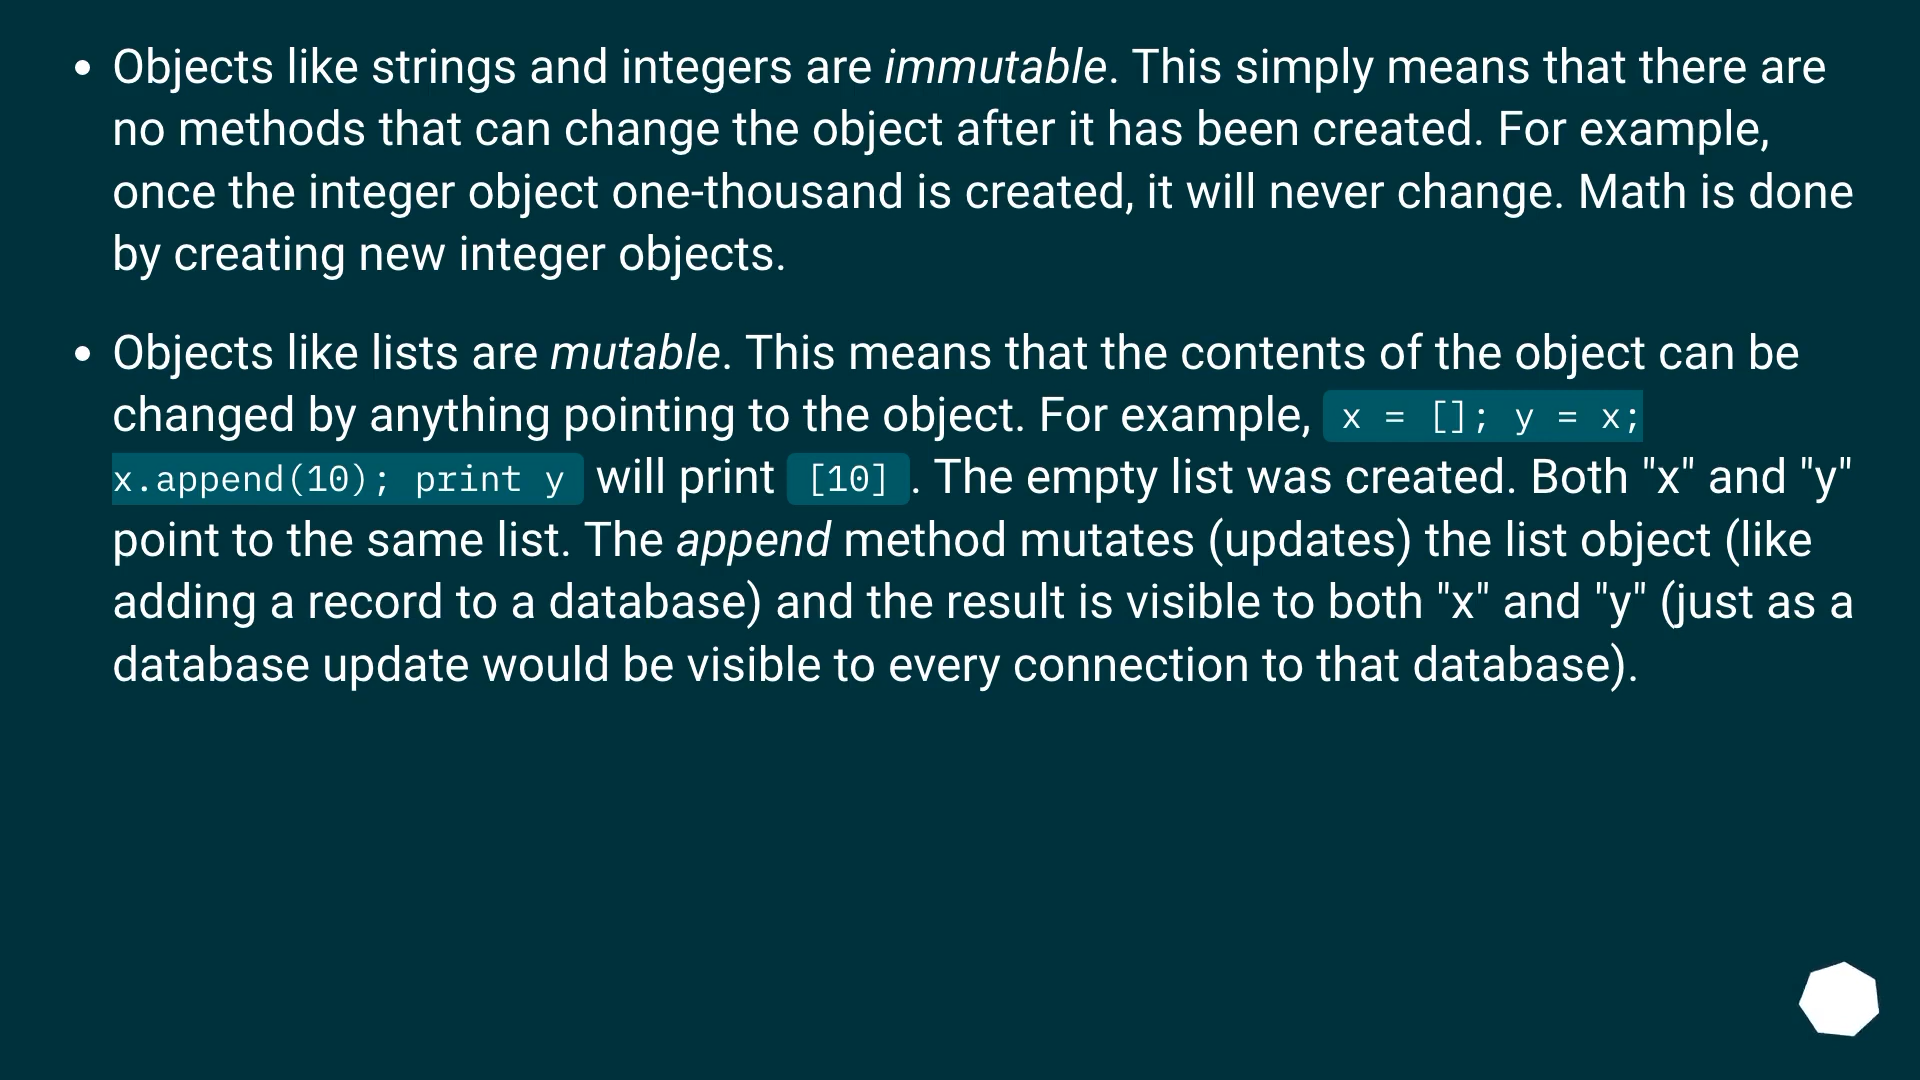 • Objects like strings and integers are immutable. This simply means that there are
no methods that can change the object after it has been created. For example,
once the integer object one-thousand is created, it will never change. Math is done
by creating new integer objects.
• Objects like lists are mutable. This means that the contents of the object can be
changed by anything pointing to the object. For example, x = []; y = x;
x.append(10); print y will print [10]. The empty list was created. Both "x" and "y"
point to the same list. The append method mutates (updates) the list object (like
adding a record to a database) and the result is visible to both "x" and "y" (just as a
database update would be visible to every connection to that database).